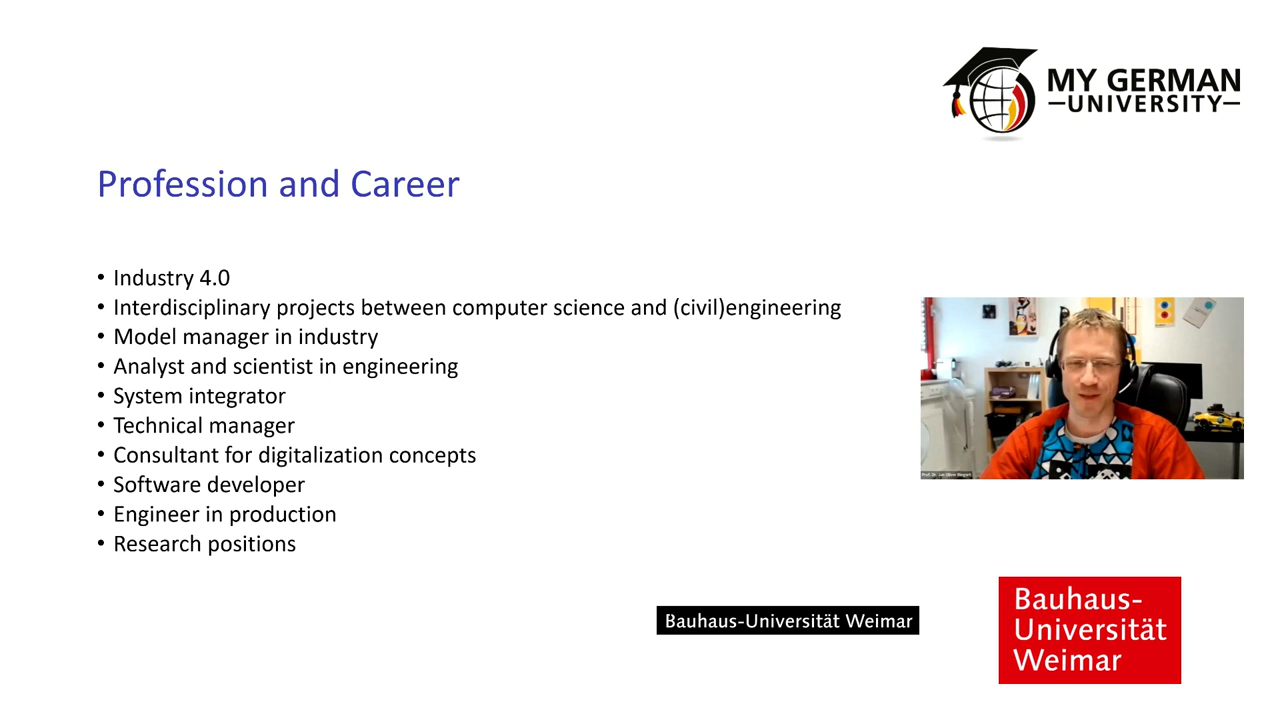 MY GERMAN
UNIVERSITY
Profession and Career
• Industry 4.0
• Interdisciplinary projects between computer science and (civil)engineering
• Model manager in industry
• Analyst and scientist in engineering
• System integrator
• Technical manager
• Consultant for digitalization concepts
• Software developer
• Engineer in production
• Research positions
Bauhaus-Universität Weimar
Bauhaus-
Universität
Weimar